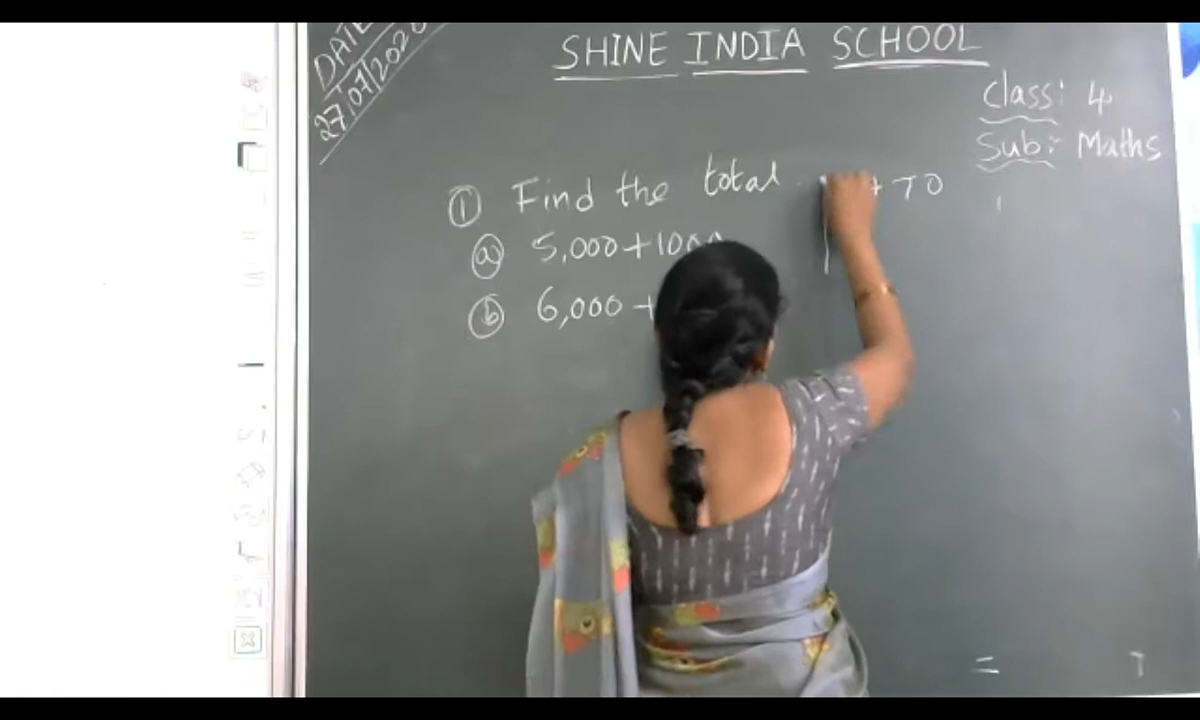 DATE
27/07/2020
SHINE INDIA SCHOOL
Class: 4
Sub: Maths
① Find the total
T O
ⓐ 5,000+1000
ⓑ 6,000+
=